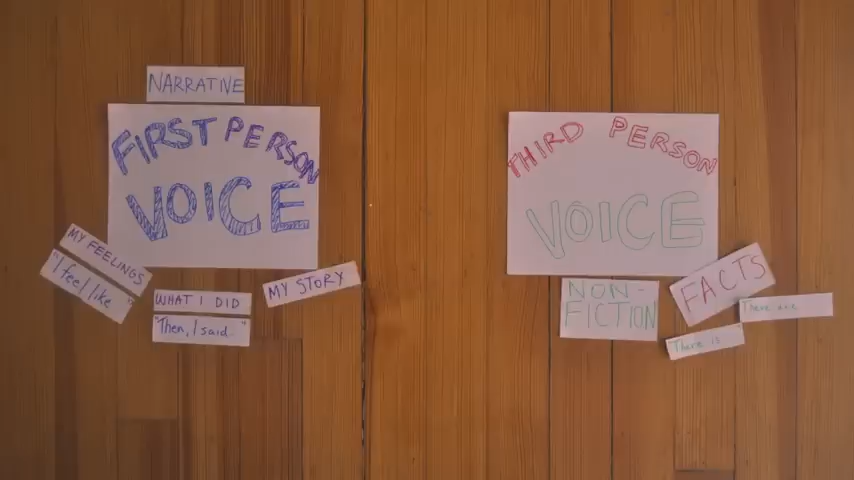 NARRATIVE
FIRST PERSON
VOICE
MY FEELINGS
"I feel like "
WHAT I DID
"Then, I said "
MY STORY
THIRD PERSON
VOICE
NON-
FICTION
FACTS
There are
There is